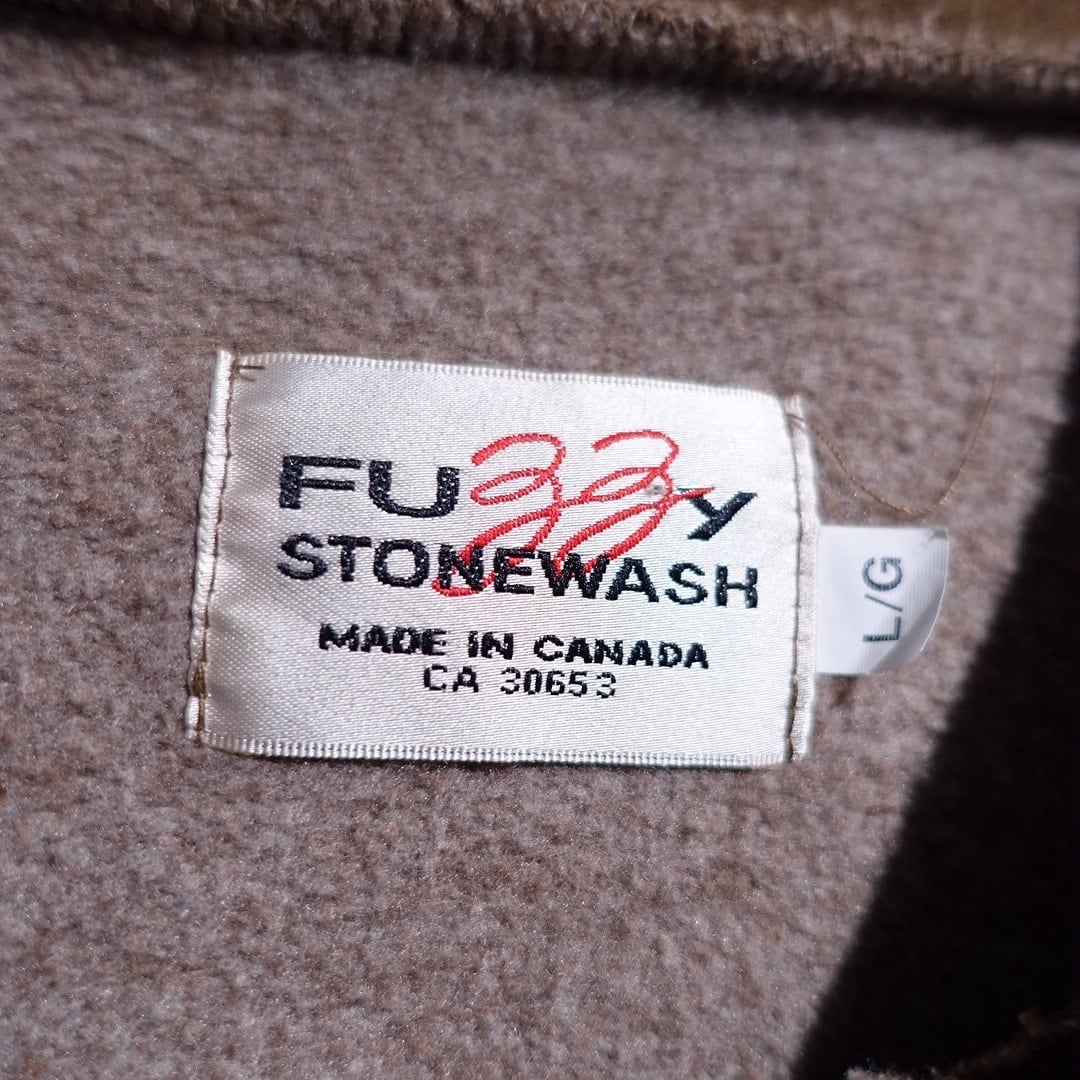 FUzzy
STONEWASH
MADE IN CANADA
CA 30653
L/G